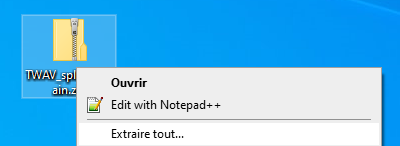 TWAV_spl
ain.z
Ouvrir
Edit with Notepad++
Extraire tout...